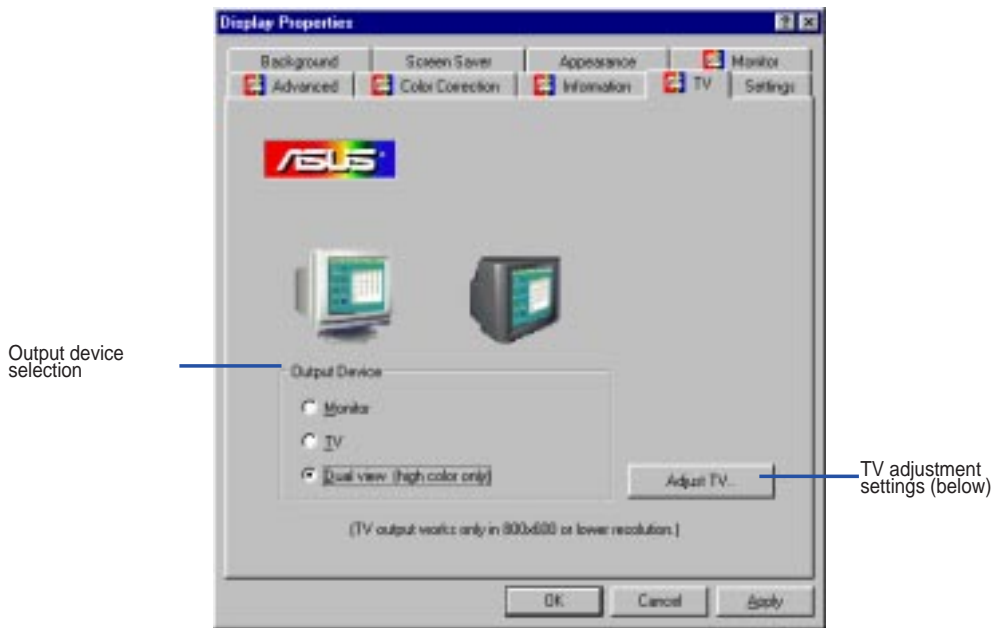 Display Properties
Background Screen Saver Appearance Monitor
Advanced Color Correction Information TV Settings
ASUS
Output device
selection
Output Device
Monitor
TV
Dual view (high color only)
Adjust TV...
TV adjustment
settings (below)
(TV output works only in 800x600 or lower resolution.)
OK Cancel Apply